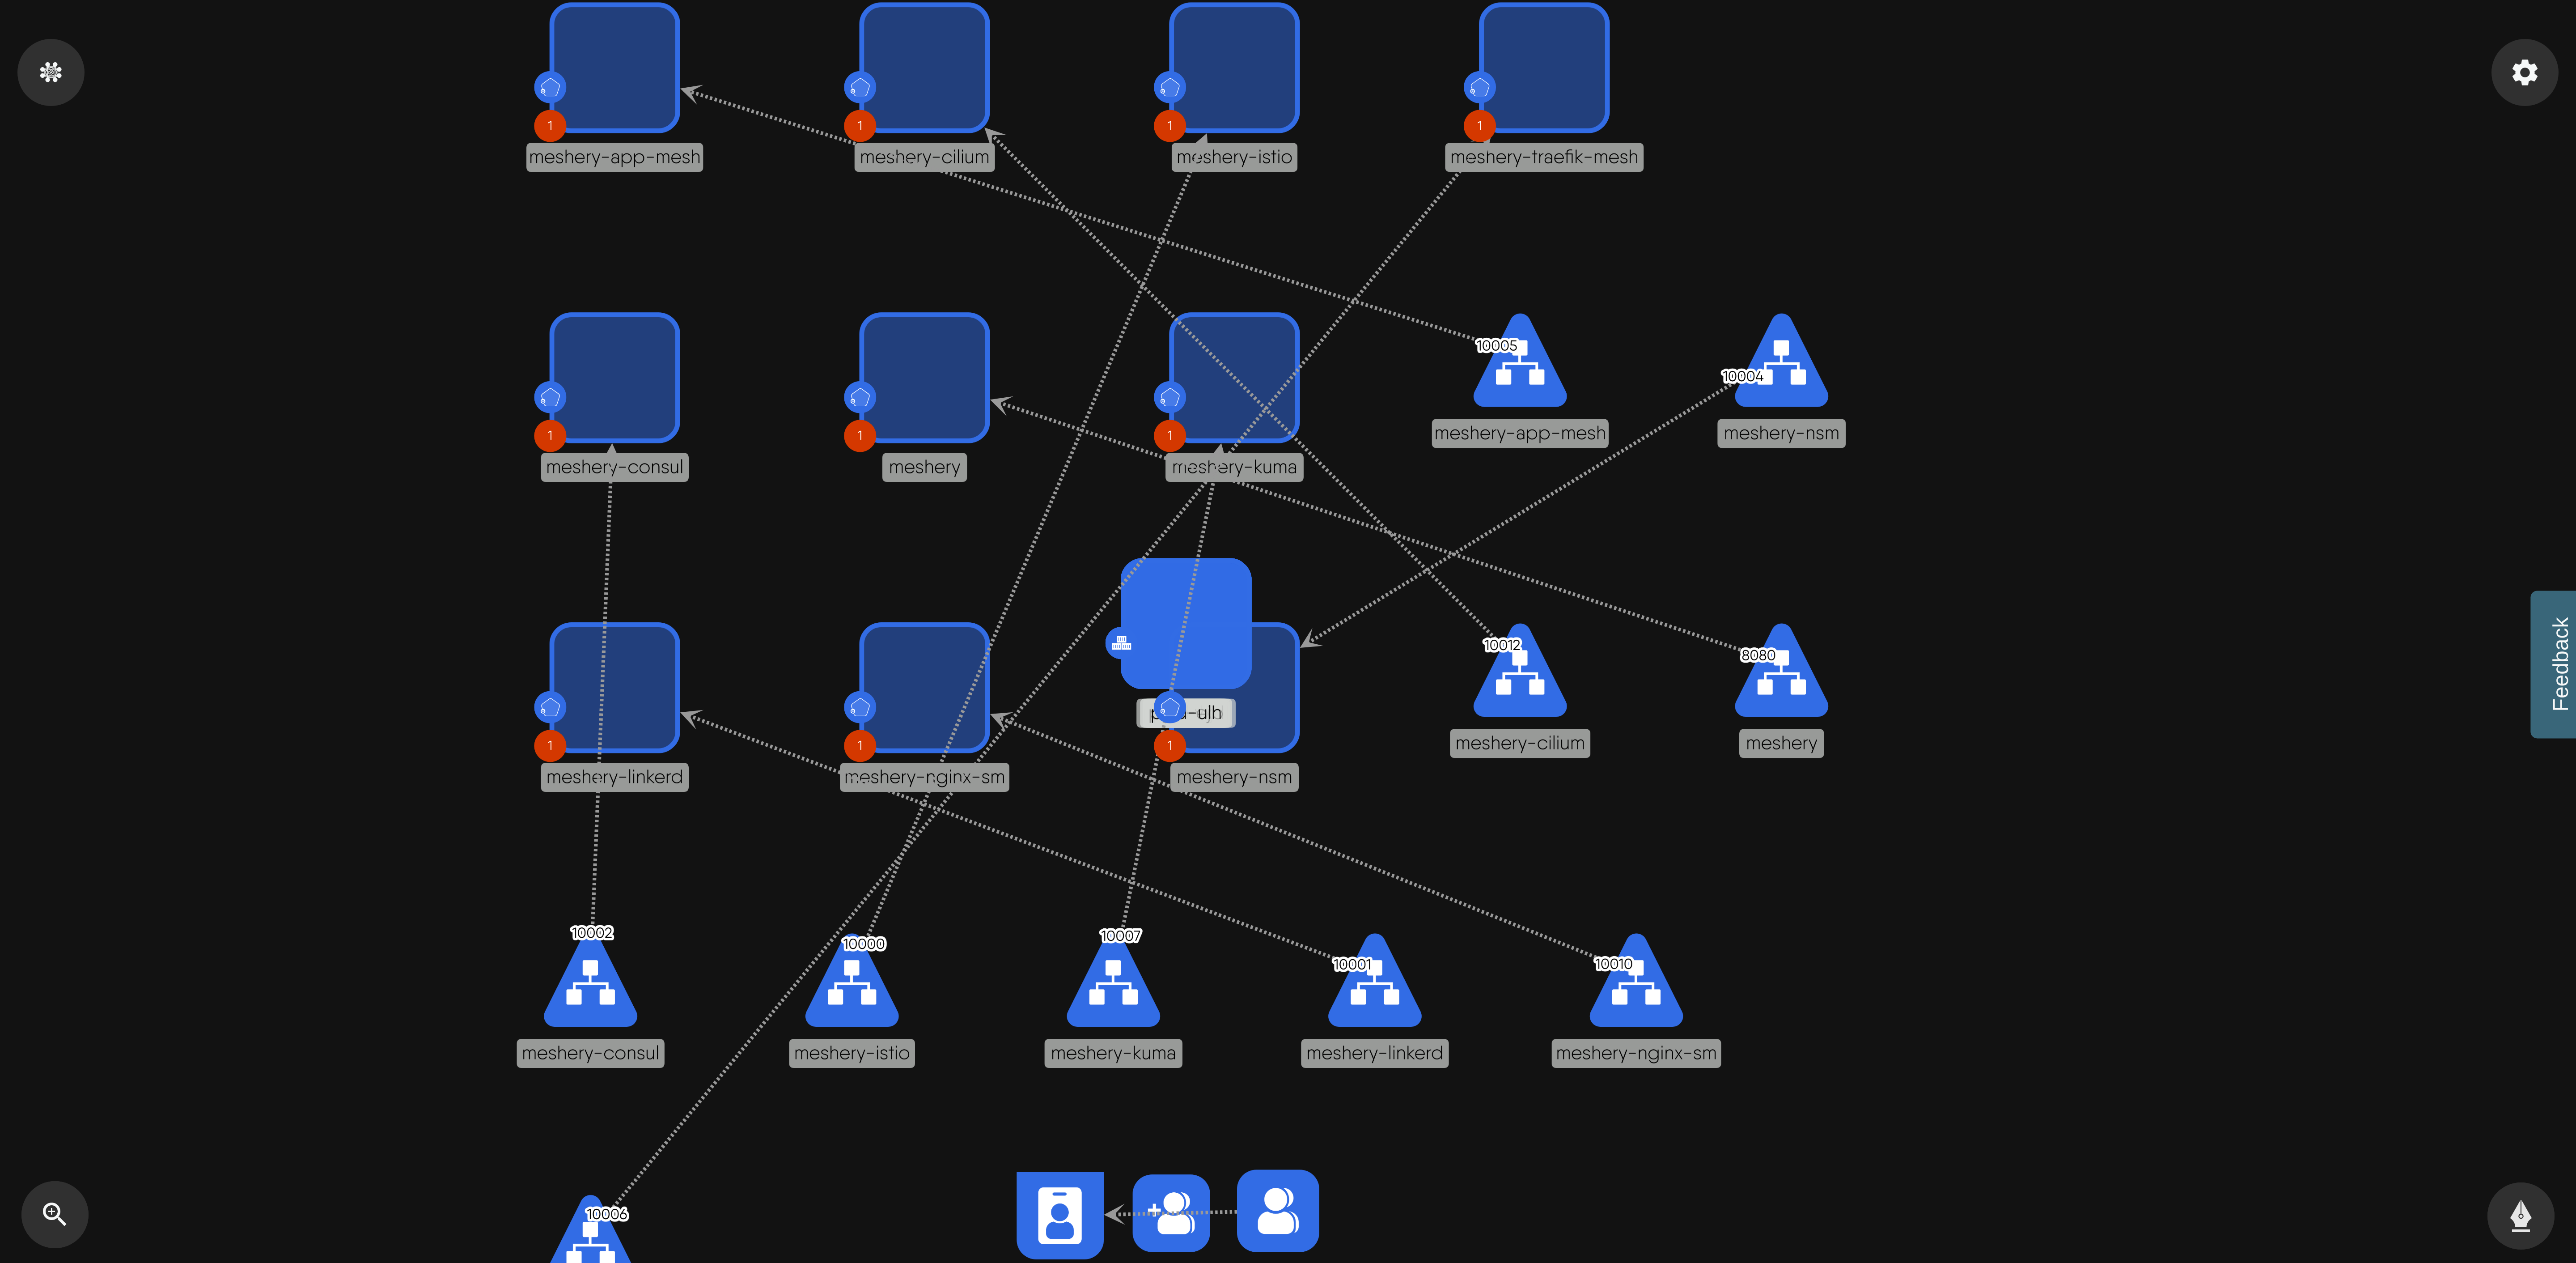 1
1
1
1
meshery-app-mesh
meshery-cilium
meshery-istio
meshery-traefik-mesh
10005
10004
1
1
1
meshery-app-mesh
meshery-nsm
meshery-consul
meshery
meshery-kuma
Feedback
10012
8080
-ulh
1
1
1
meshery-cilium
meshery
meshery-linkerd
meshery-nginx-sm
meshery-nsm
10002
10000
10007
10001
10010
meshery-consul
meshery-istio
meshery-kuma
meshery-linkerd
meshery-nginx-sm
10006